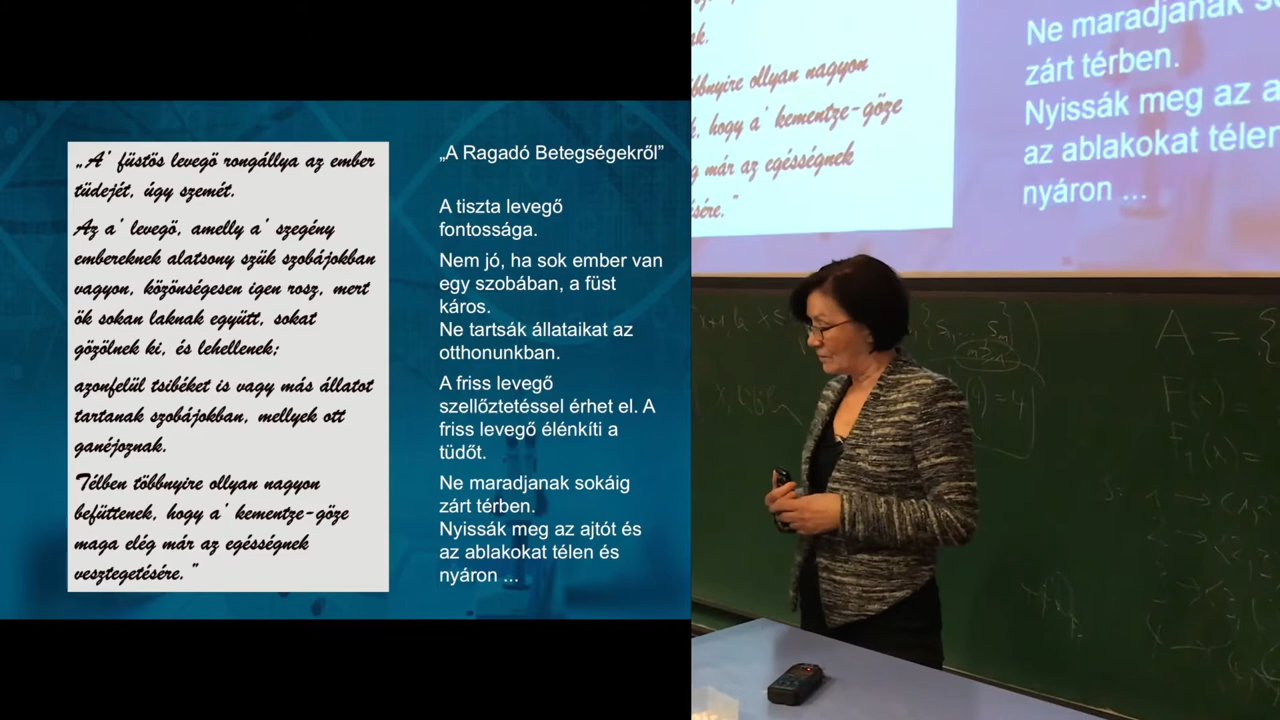 „A' füstös levegö rongállya az ember
tüdejét, úgy szemét.
Az a' levegö, amelly a' szegény
embereknek alatsony szük szobájokban
vagyon, közönségesen igen rosz, mert
ök sokan laknak együtt, sokat
gözölnek ki, és lehellenek;
azonfelül tsibéket is vagy más állatot
tartanak szobájokban, mellyek ott
ganéjoznak.
Télben többnyire ollyan nagyon
befüttenek, hogy a' kementze-göze
maga elég már az egésségnek
vesztegetésére."
„A Ragadó Betegségekről”
A tiszta levegő
fontossága.
Nem jó, ha sok ember van
egy szobában, a füst
káros.
Ne tartsák állataikat az
otthonunkban.
A friss levegő
szellőztetéssel érhet el. A
friss levegő élénkíti a
tüdőt.
Ne maradjanak sokáig
zárt térben.
Nyissák meg az ajtót és
az ablakokat télen és
nyáron ...
ollyan nagyon
hogy a' kementze-göze
már az egésségnek
Ne maradjanak
zárt térben.
Nyissák meg az a
az ablakokat télen
nyáron ...
A = {
F(x) =